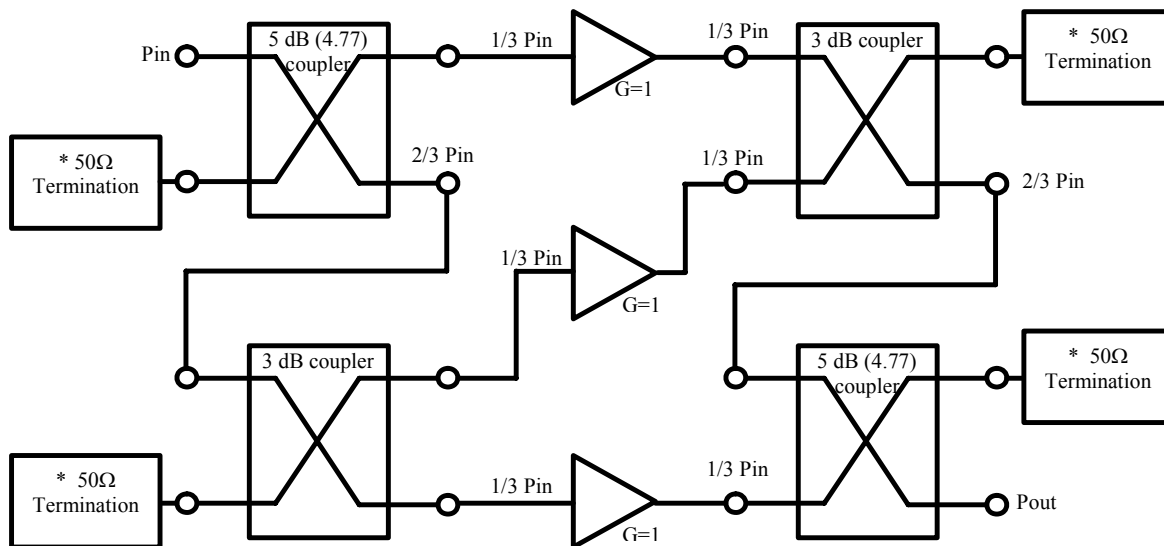 Pin
5 dB (4.77)
coupler
1/3 Pin
G=1
1/3 Pin
3 dB coupler
* 50Ω
Termination
* 50Ω
Termination
2/3 Pin
1/3 Pin
2/3 Pin
1/3 Pin
G=1
3 dB coupler
5 dB (4.77)
coupler
* 50Ω
Termination
* 50Ω
Termination
1/3 Pin
G=1
1/3 Pin
Pout